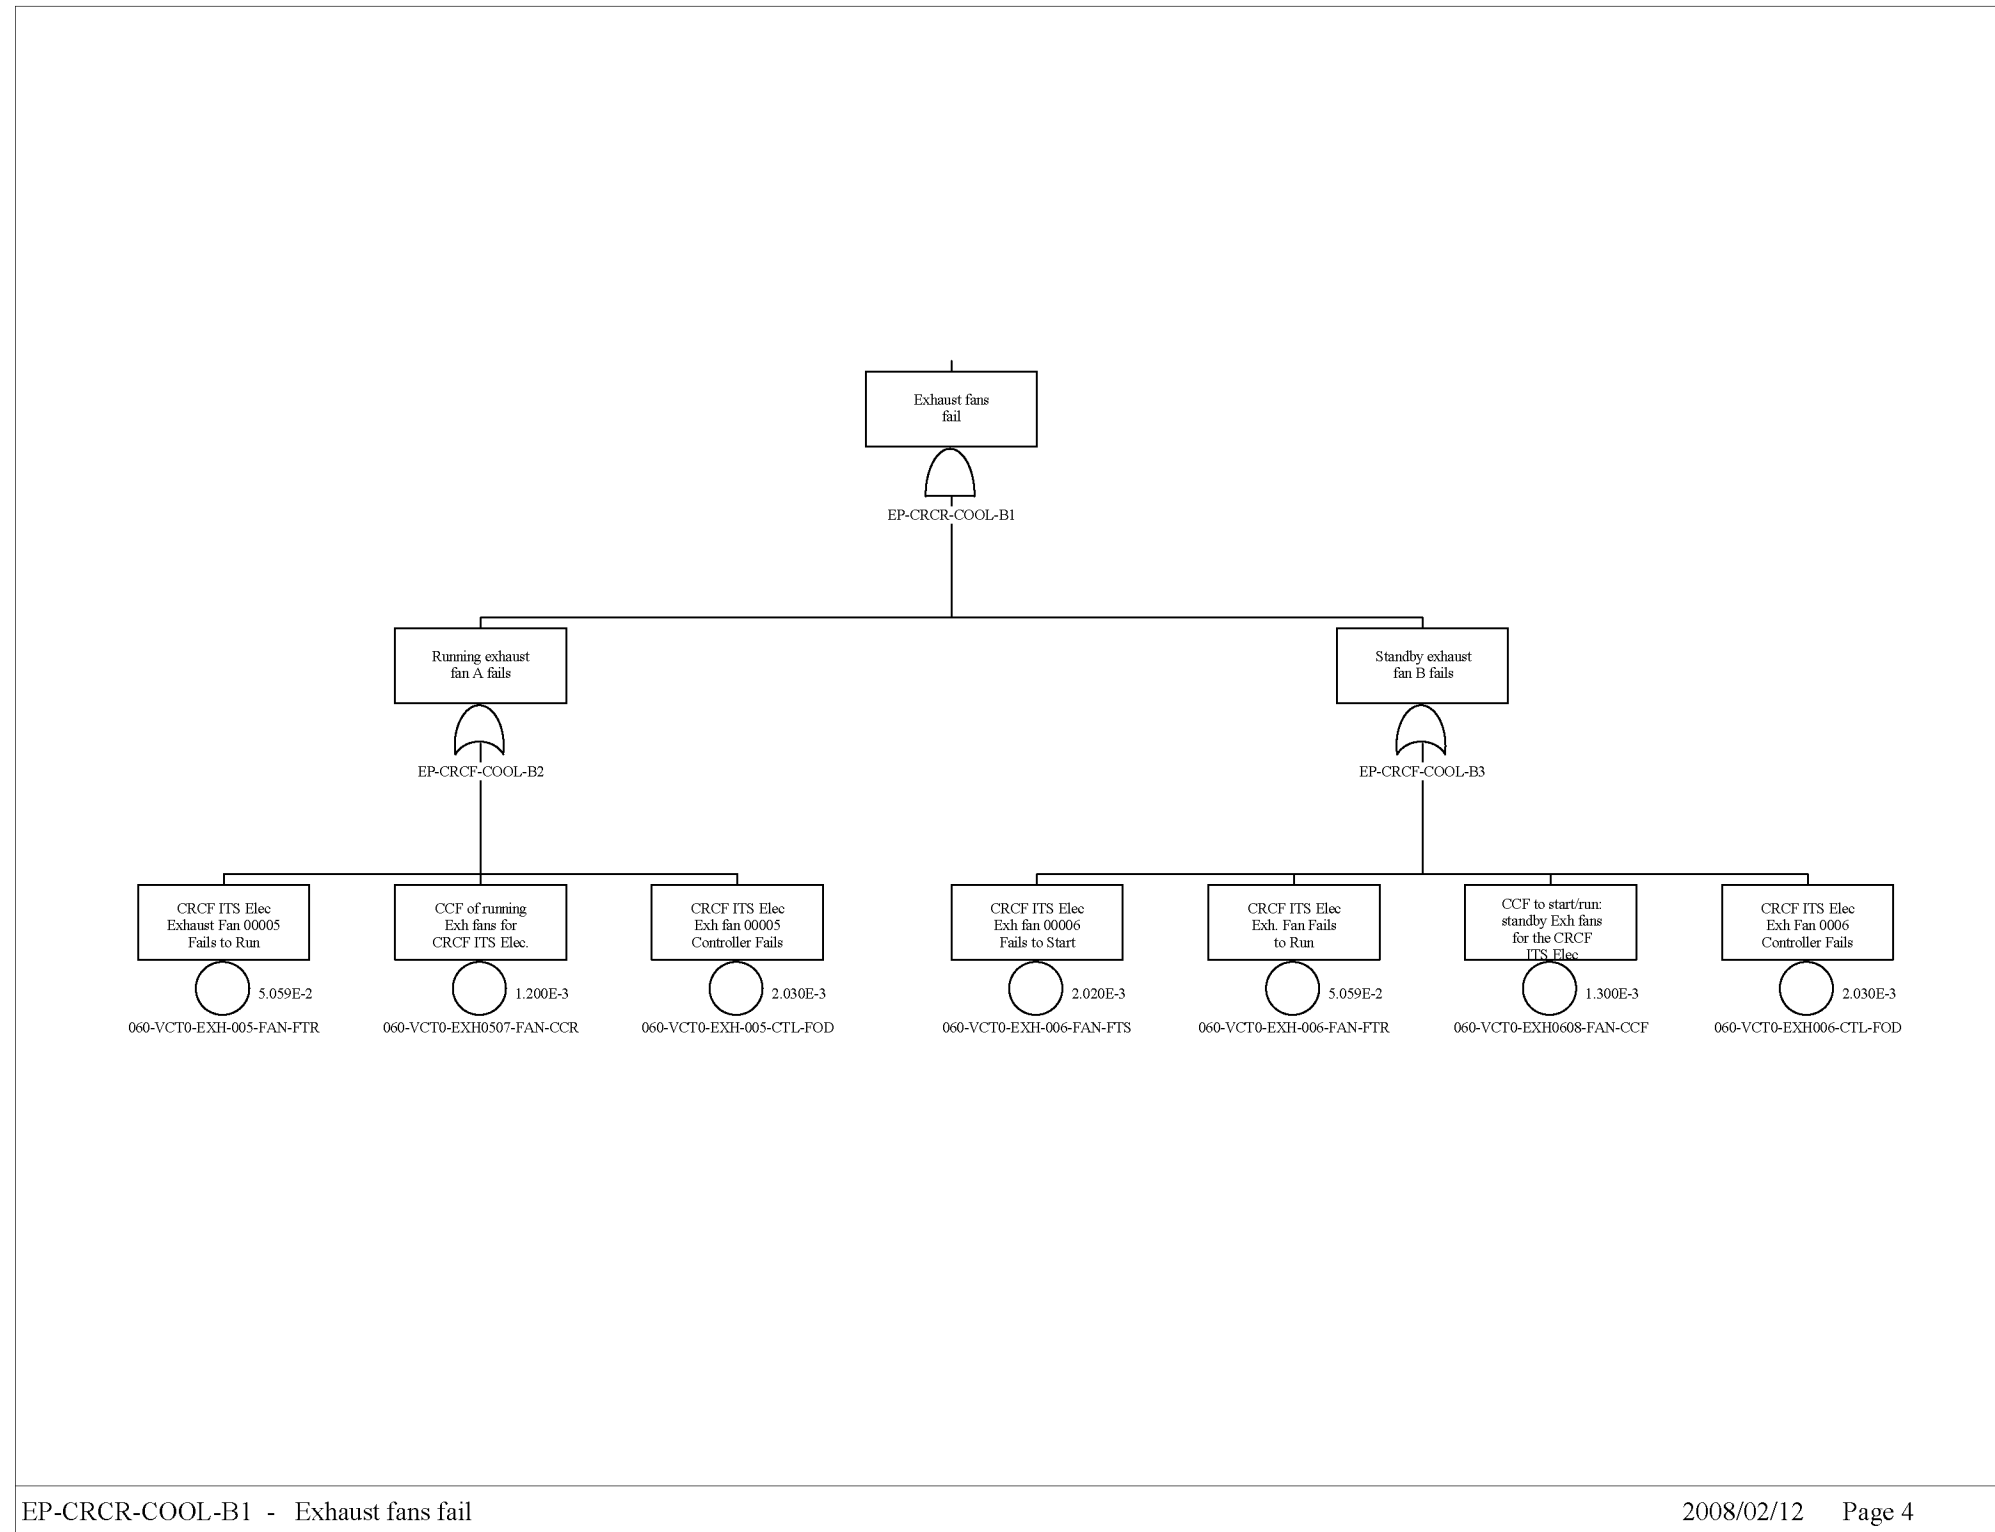 Exhaust fans
fail
EP-CRCR-COOL-B1
Running exhaust
fan A fails
EP-CRCF-COOL-B2
Standby exhaust
fan B fails
EP-CRCF-COOL-B3
CRCF ITS Elec
Exhaust Fan 00005
Fails to Run
5.059E-2
060-VCT0-EXH-005-FAN-FTR
CCF of running
Exh fans for
CRCF ITS Elec.
1.200E-3
060-VCT0-EXH0507-FAN-CCR
CRCF ITS Elec
Exh fan 00005
Controller Fails
2.030E-3
060-VCT0-EXH-005-CTL-FOD
CRCF ITS Elec
Exh fan 00006
Fails to Start
2.020E-3
060-VCT0-EXH-006-FAN-FTS
CRCF ITS Elec
Exh. Fan Fails
to Run
5.059E-2
060-VCT0-EXH-006-FAN-FTR
CCF to start/run:
standby Exh fans
for the CRCF
ITS Elec
1.300E-3
060-VCT0-EXH0608-FAN-CCF
CRCF ITS Elec
Exh Fan 0006
Controller Fails
2.030E-3
060-VCT0-EXH006-CTL-FOD
EP-CRCR-COOL-B1 - Exhaust fans fail
2008/02/12 Page 4